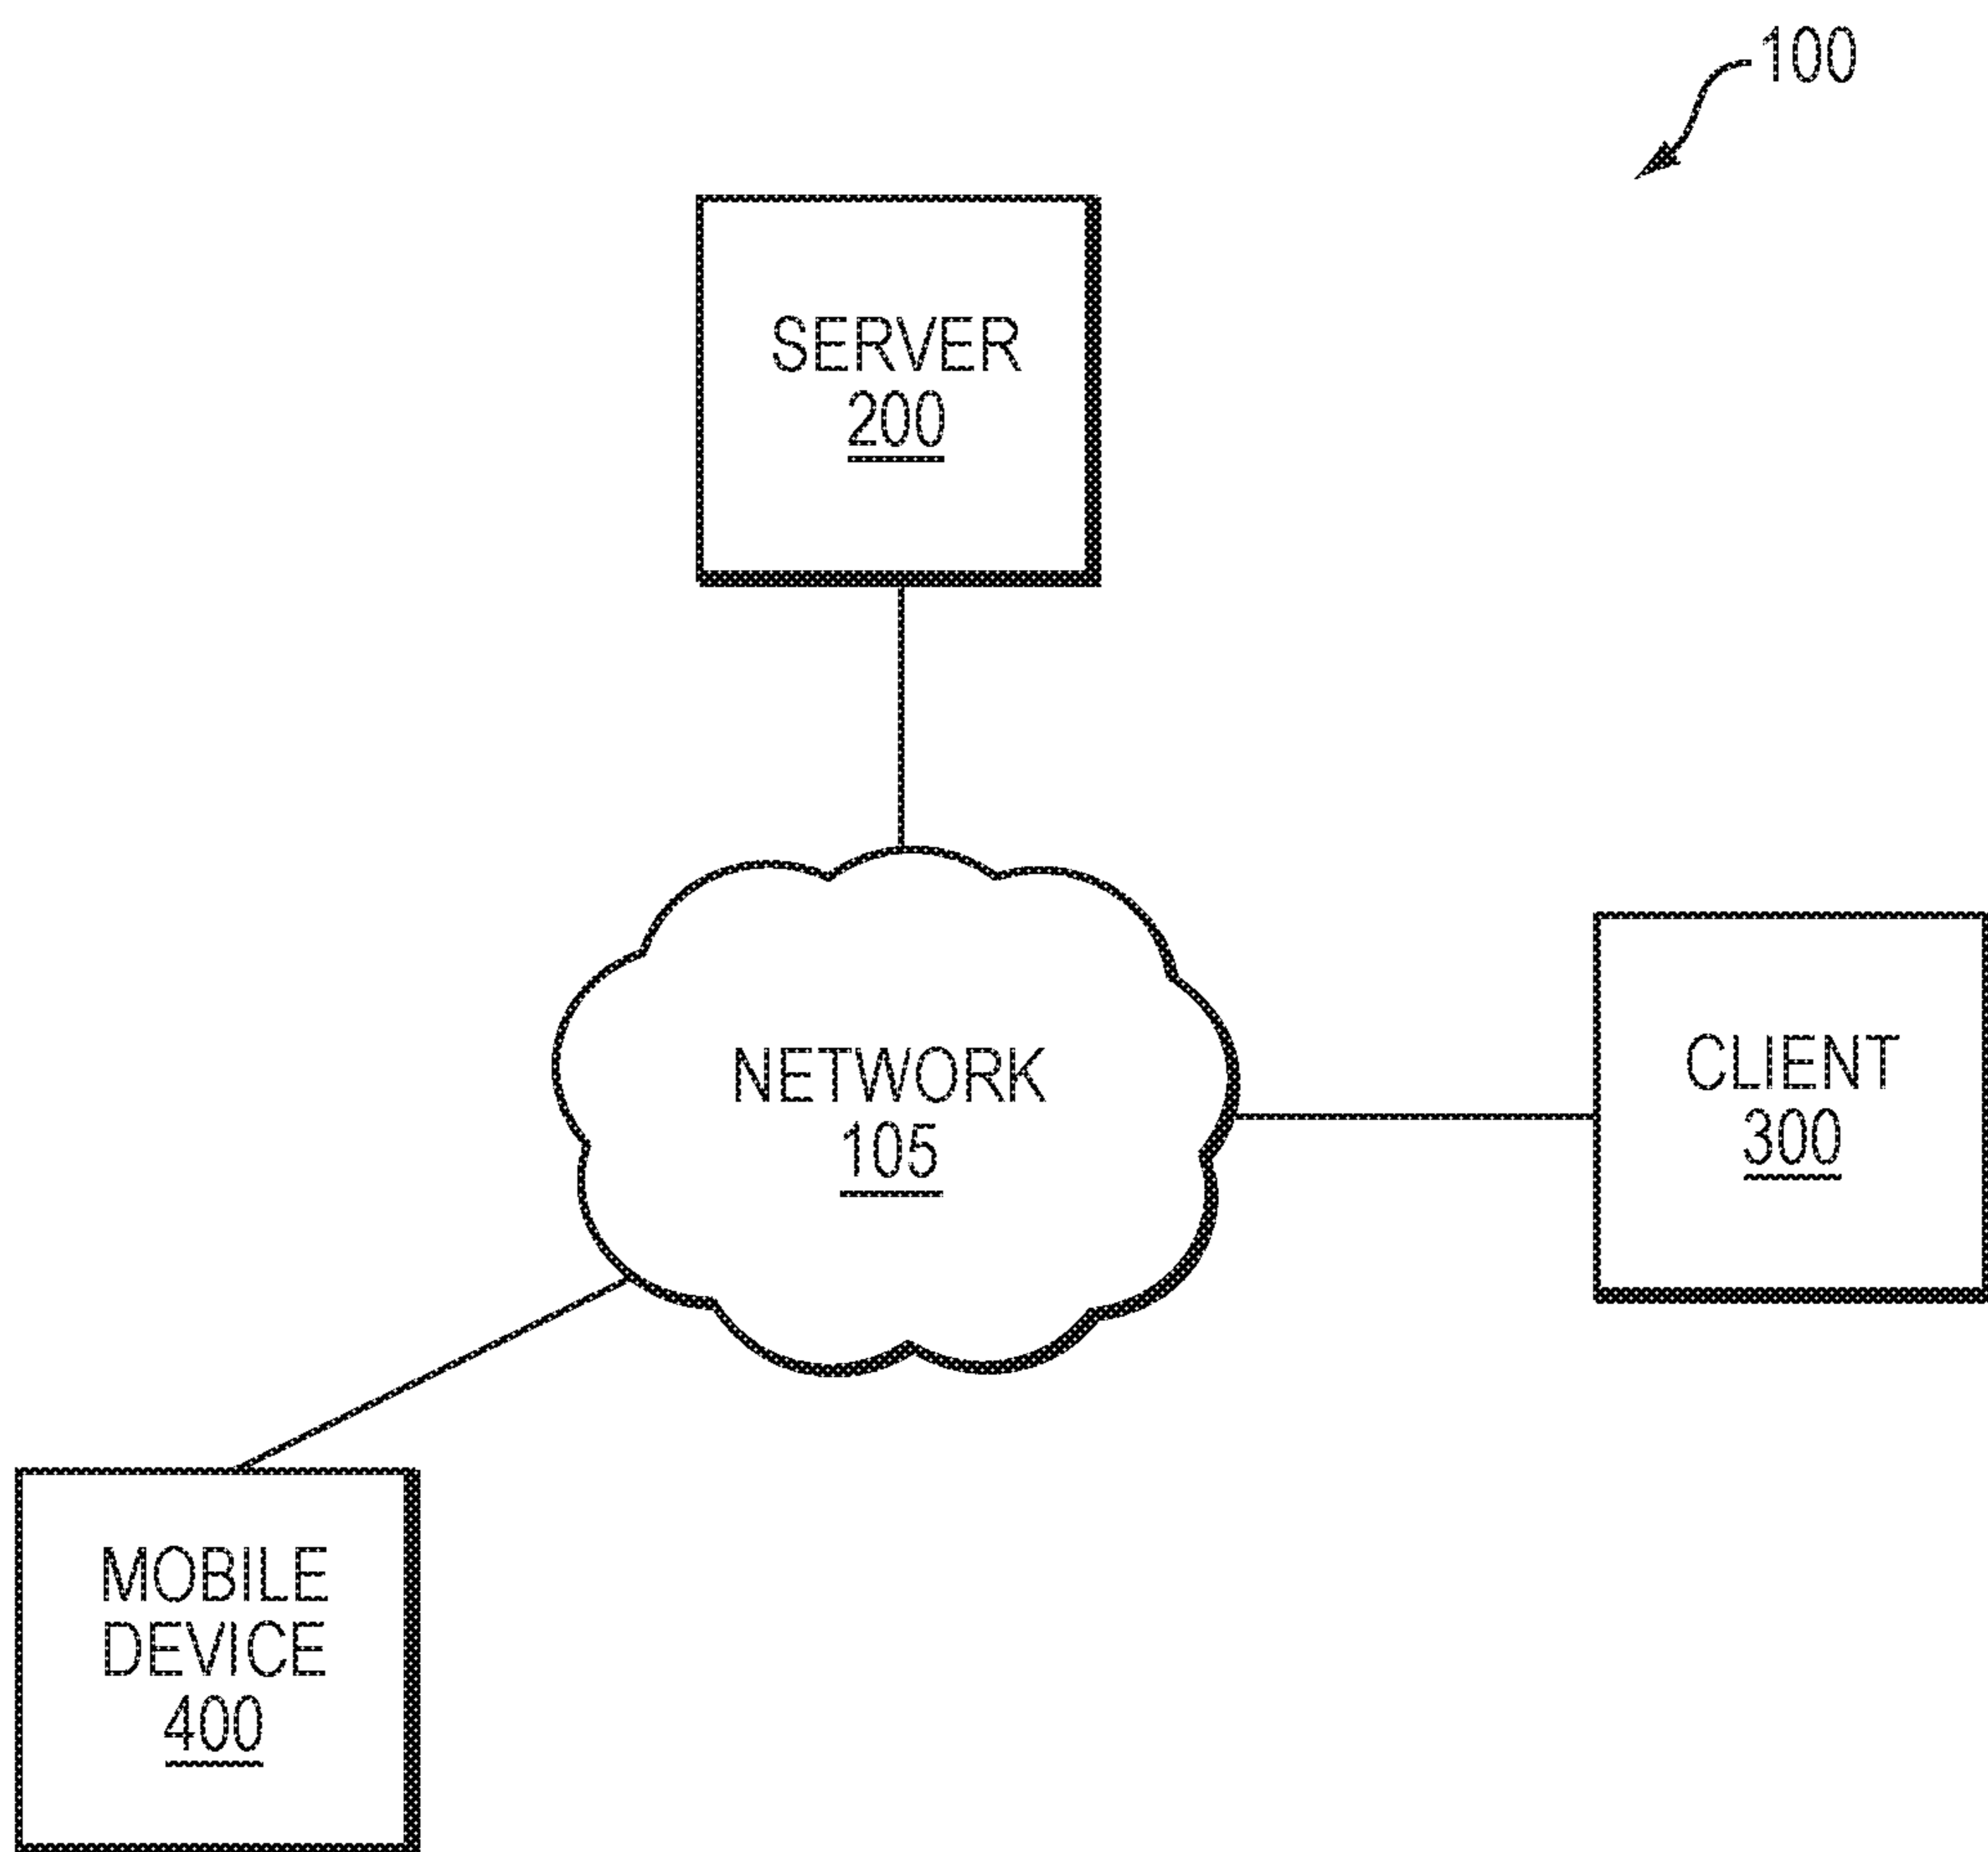 100
SERVER
200
NETWORK
105
CLIENT
300
MOBILE
DEVICE
400